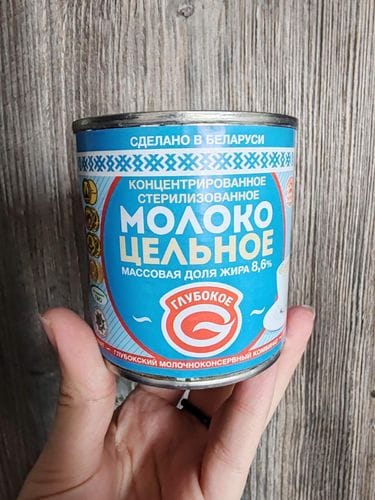 СДЕЛАНО В БЕЛАРУСИ
КОНЦЕНТРИРОВАННОЕ
СТЕРИЛИЗОВАННОЕ
МОЛОКО
ЦЕЛЬНОЕ
МАССОВАЯ ДОЛЯ ЖИРА 8,6%
ГЛУБОКОЕ
ГЛУБОКСКИЙ МОЛОЧНОКОНСЕРВНЫЙ КОМБИНАТ